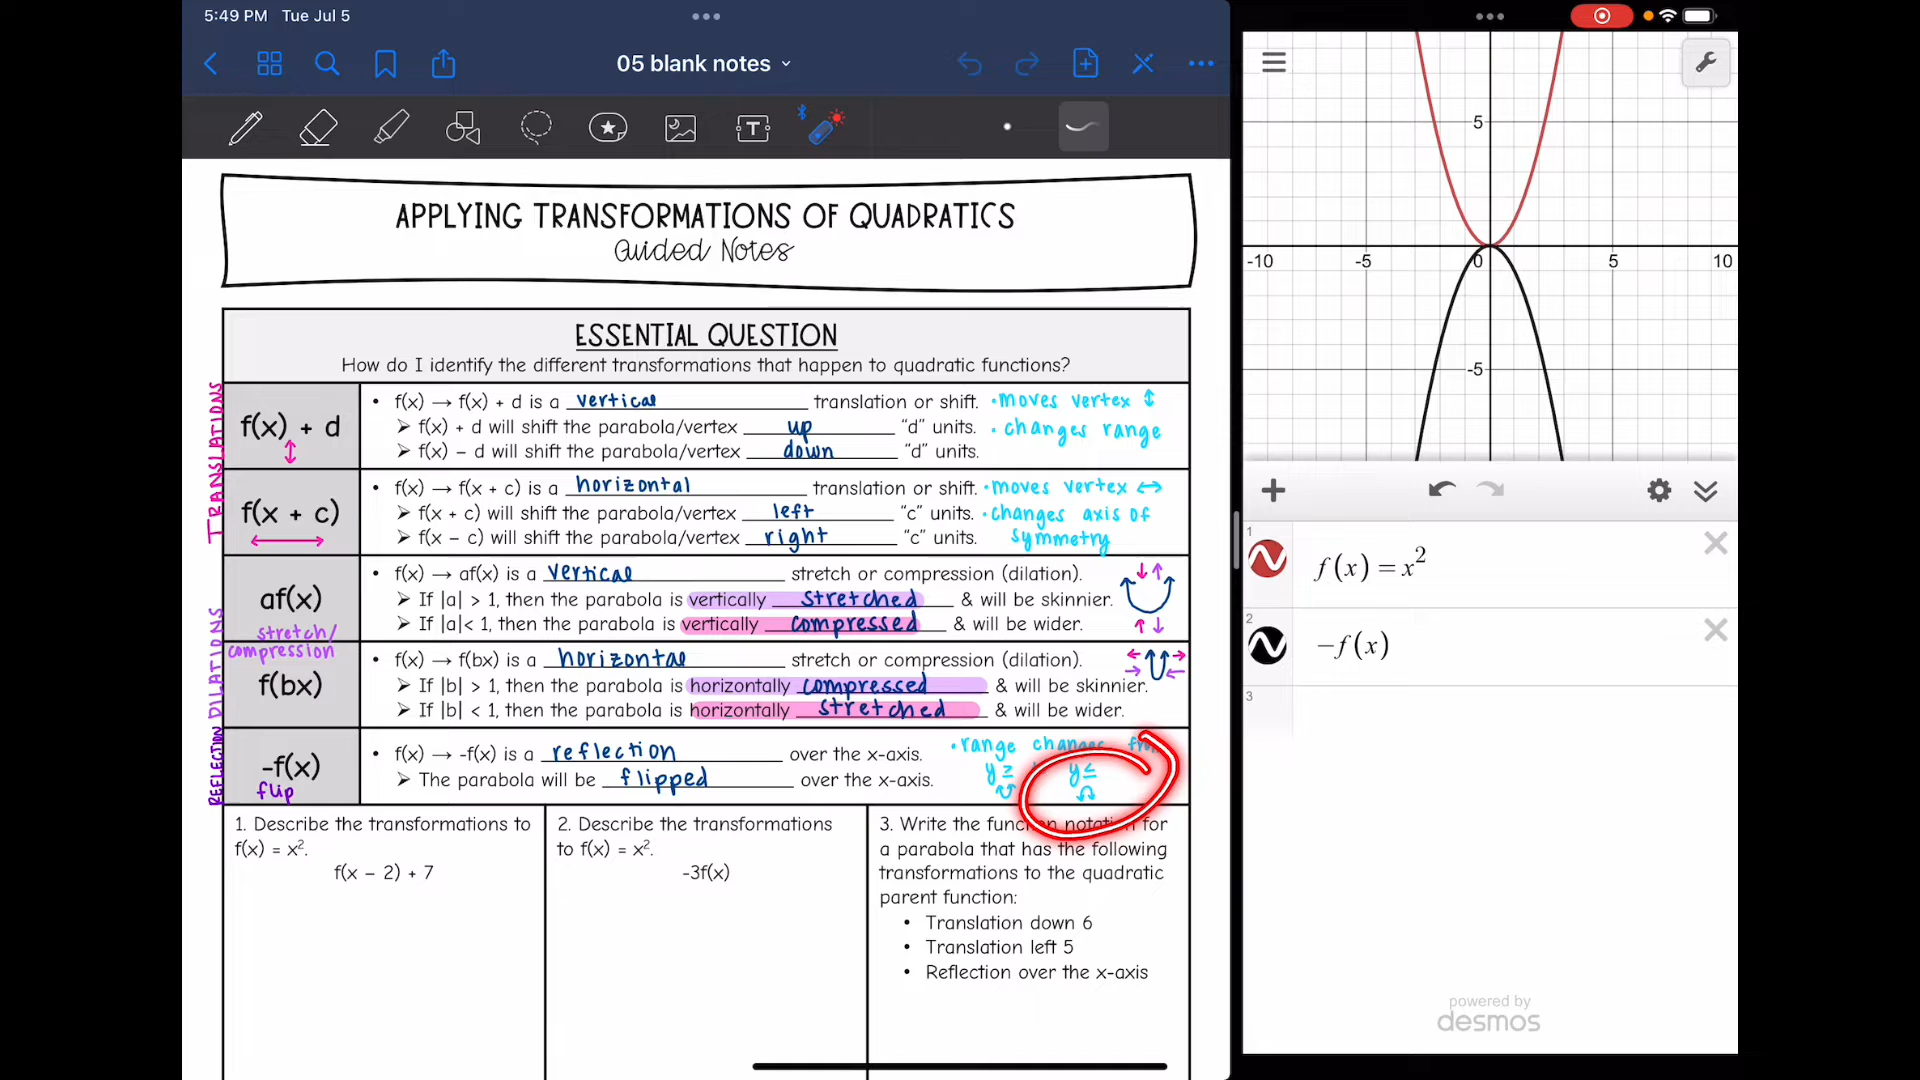 5:49 PM Tue Jul 5
05 blank notes
APPLYING TRANSFORMATIONS OF QUADRATICS
Guided Notes
ESSENTIAL QUESTION
How do I identify the different transformations that happen to quadratic functions?
TRANSLATIONS
f(x) + d
• f(x) → f(x) + d is a vertical translation or shift. •moves vertex ↕
➢ f(x) + d will shift the parabola/vertex up "d" units. • changes range
➢ f(x) – d will shift the parabola/vertex down "d" units.
f(x + c)
• f(x) → f(x + c) is a horizontal translation or shift. •moves vertex ↔
➢ f(x + c) will shift the parabola/vertex left "c" units. •changes axis of
➢ f(x – c) will shift the parabola/vertex right "c" units. symmetry
DILATIONS
af(x)
stretch/
compression
• f(x) → af(x) is a vertical stretch or compression (dilation).
➢ If |a| > 1, then the parabola is vertically stretched & will be skinnier.
➢ If |a|< 1, then the parabola is vertically compressed & will be wider.
f(bx)
• f(x) → f(bx) is a horizontal stretch or compression (dilation).
➢ If |b| > 1, then the parabola is horizontally compressed & will be skinnier.
➢ If |b| < 1, then the parabola is horizontally stretched & will be wider.
REFLECTION
-f(x)
flip
• f(x) → -f(x) is a reflection over the x-axis. •range changes
➢ The parabola will be flipped over the x-axis. y≥ y≤
1. Describe the transformations to
f(x) = x².
f(x – 2) + 7
2. Describe the transformations
to f(x) = x².
-3f(x)
3. Write the function notation for
a parabola that has the following
transformations to the quadratic
parent function:
• Translation down 6
• Translation left 5
• Reflection over the x-axis
5
-10 -5 0 5 10
-5
1
f(x) = x²
2
−f(x)
3
powered by
desmos